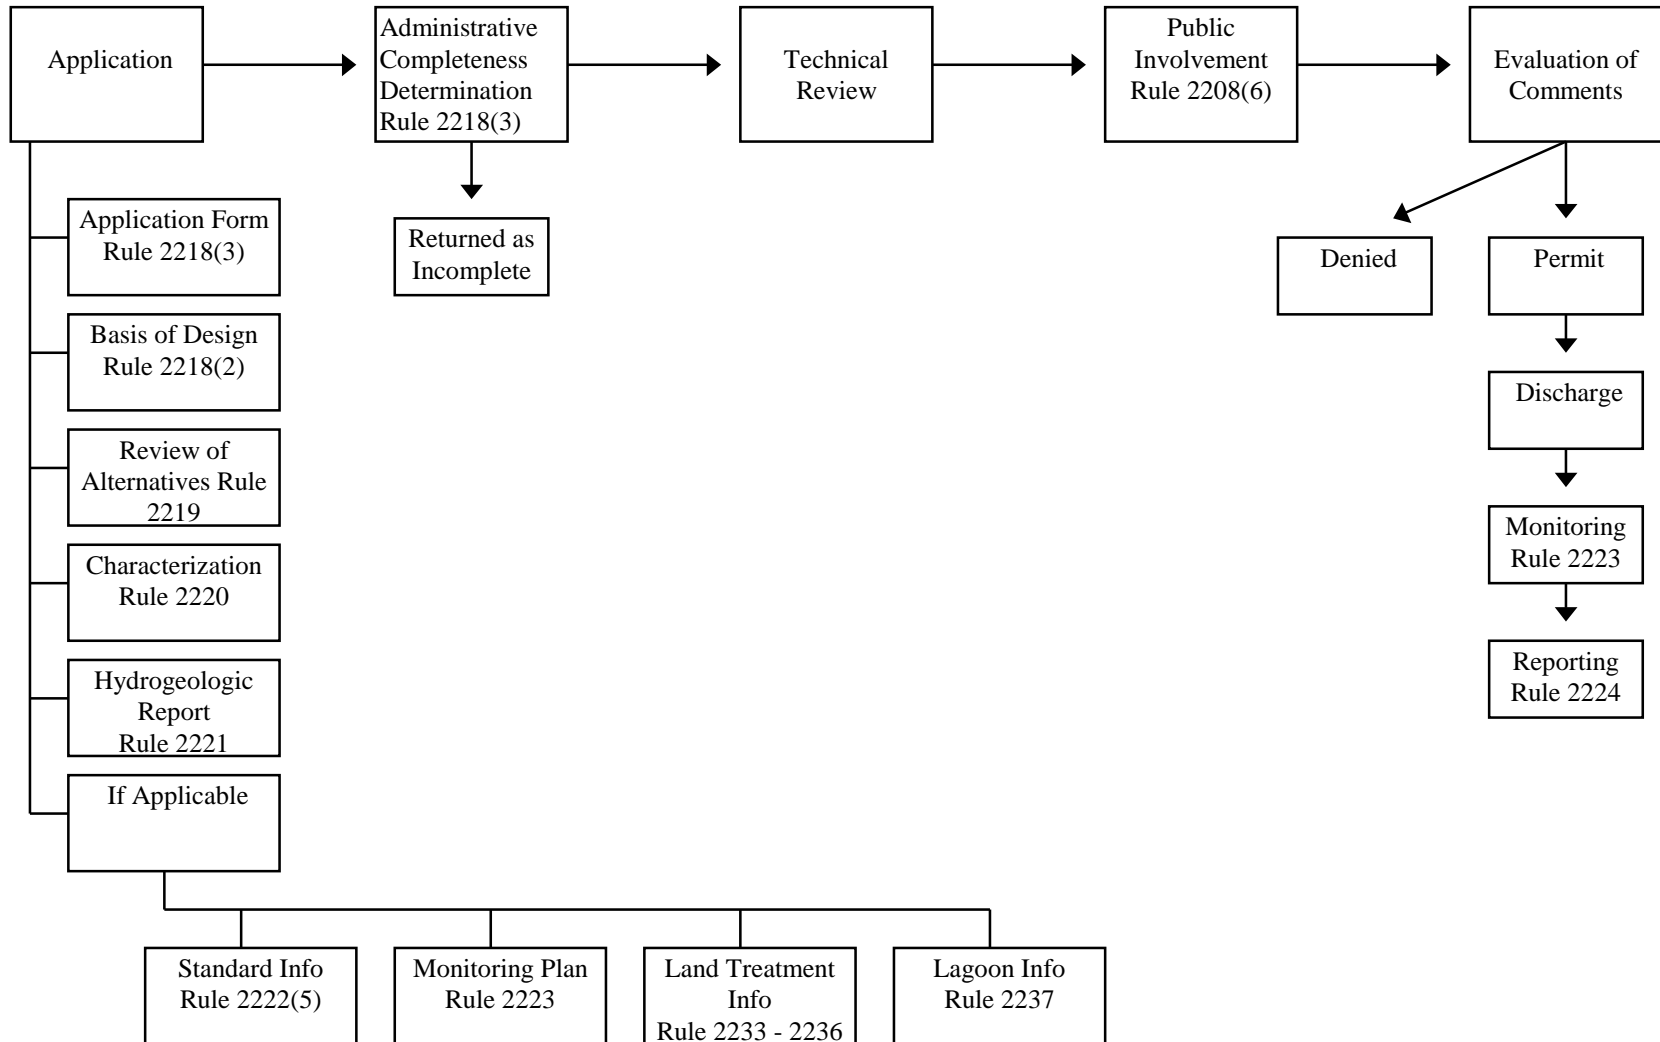 Application
Administrative
Completeness
Determination
Rule 2218(3)
Technical
Review
Public
Involvement
Rule 2208(6)
Evaluation of
Comments
Application Form
Rule 2218(3)
Basis of Design
Rule 2218(2)
Review of
Alternatives Rule
2219
Characterization
Rule 2220
Hydrogeologic
Report
Rule 2221
If Applicable
Returned as
Incomplete
Denied
Permit
Discharge
Monitoring
Rule 2223
Reporting
Rule 2224
Standard Info
Rule 2222(5)
Monitoring Plan
Rule 2223
Land Treatment
Info
Rule 2233 - 2236
Lagoon Info
Rule 2237